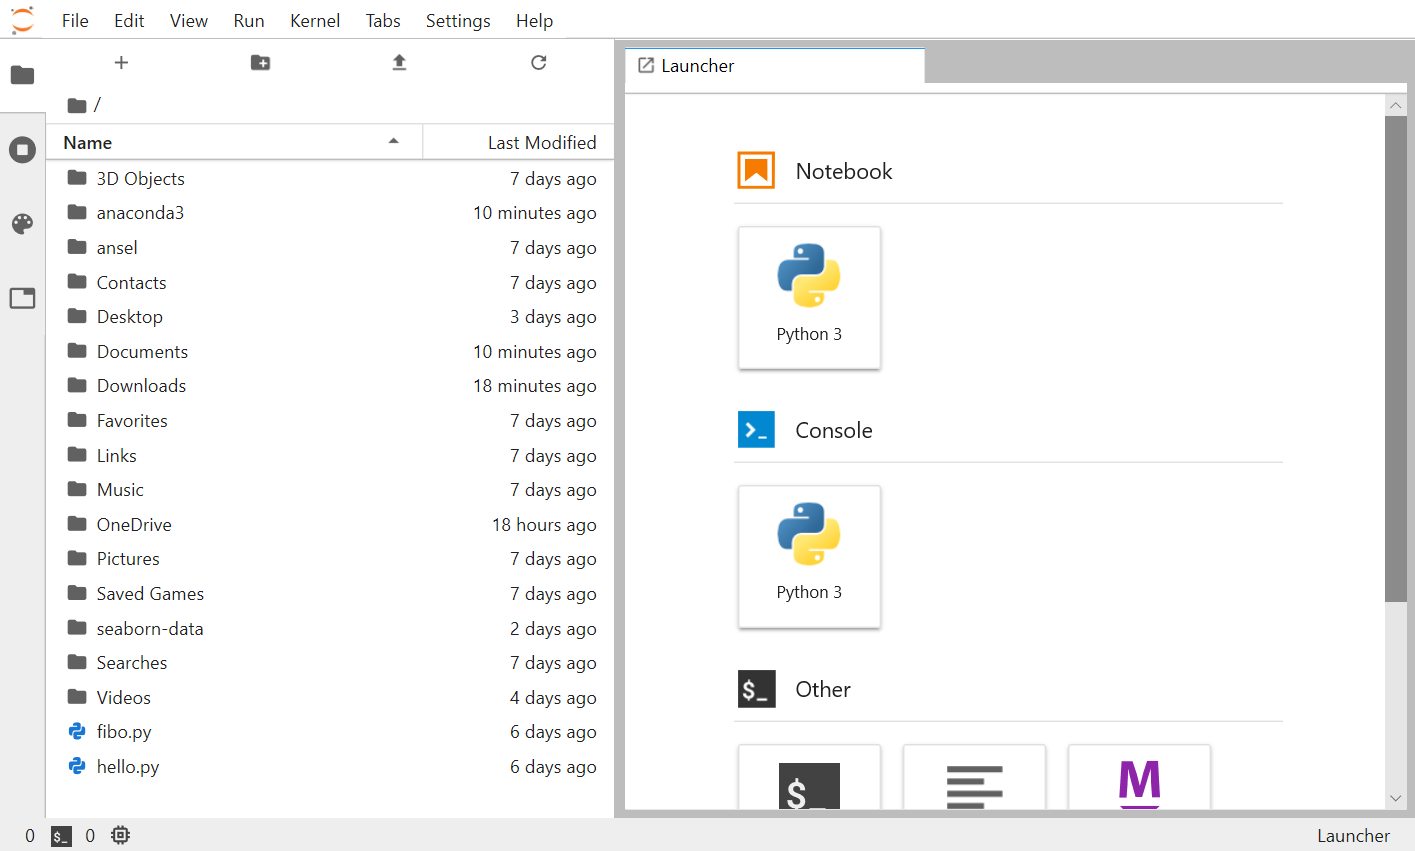 File Edit View Run Kernel Tabs Settings Help
/
Name Last Modified
3D Objects 7 days ago
anaconda3 10 minutes ago
ansel 7 days ago
Contacts 7 days ago
Desktop 3 days ago
Documents 10 minutes ago
Downloads 18 minutes ago
Favorites 7 days ago
Links 7 days ago
Music 7 days ago
OneDrive 18 hours ago
Pictures 7 days ago
Saved Games 7 days ago
seaborn-data 2 days ago
Searches 7 days ago
Videos 4 days ago
fibo.py 6 days ago
hello.py 6 days ago
Launcher
Notebook
Python 3
>_ Console
Python 3
$_ Other
$_ M
0 $_ 0 Launcher